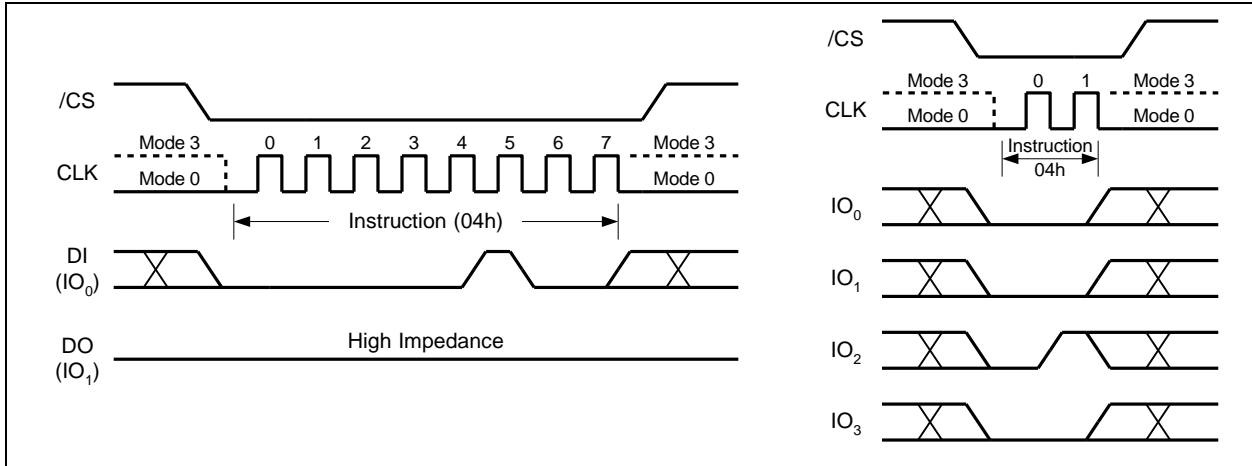 /CS
Mode 3 0 1 2 3 4 5 6 7 Mode 3
CLK
Mode 0 Mode 0
Instruction (04h)
DI
(IO0)
High Impedance
DO
(IO1)
/CS
Mode 3 0 1 Mode 3
CLK
Mode 0 Mode 0
Instruction
04h
IO0
IO1
IO2
IO3